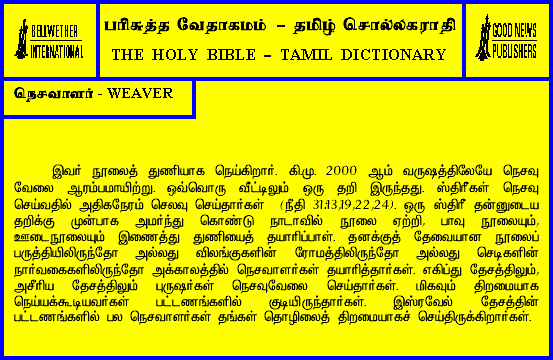 BELLWETHER
INTERNATIONAL
பரிசுத்த வேதாகமம் – தமிழ் சொல்லகராதி
THE HOLY BIBLE – TAMIL DICTIONARY
GOOD NEWS
PUBLISHERS
நெசவாளர் - WEAVER
இவர் நூலைத் துணியாக நெய்கிறார். கி.மு. 2000 ஆம் வருஷத்திலேயே நெசவு
வேலை ஆரம்பமாயிற்று. ஒவ்வொரு வீட்டிலும் ஒரு தறி இருந்தது. ஸ்திரீகள் நெசவு
செய்வதில் அதிகநேரம் செலவு செய்தார்கள் (நீதி 31:13,19,22,24). ஒரு ஸ்திரீ தன்னுடைய
தறிக்கு முன்பாக அமர்ந்து கொண்டு நாடாவில் நூலை ஏற்றி, பாவு நூலையும்,
ஊடைநூலையும் இணைத்து துணியைத் தயாரிப்பாள். தனக்குத் தேவையான நூலைப்
பருத்தியிலிருந்தோ அல்லது விலங்குகளின் ரோமத்திலிருந்தோ அல்லது செடிகளின்
நார்வகைகளிலிருந்தோ அக்காலத்தில் நெசவாளர்கள் தயாரித்தார்கள். எகிப்து தேசத்திலும்,
அசீரிய தேசத்திலும் புருஷர்கள் நெசவுவேலை செய்தார்கள். மிகவும் திறமையாக
நெய்யக்கூடியவர்கள் பட்டணங்களில் குடியிருந்தார்கள். இஸ்ரவேல் தேசத்தின்
பட்டணங்களில் பல நெசவாளர்கள் தங்கள் தொழிலைத் திறமையாகச் செய்திருக்கிறார்கள்.